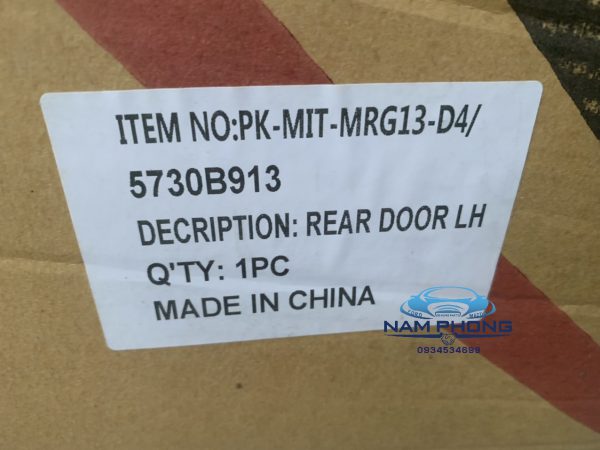 ITEM NO:PK-MIT-MRG13-D4/
5730B913
DECRIPTION: REAR DOOR LH
Q'TY: 1PC
MADE IN CHINA
NAM PHONG
0934534699